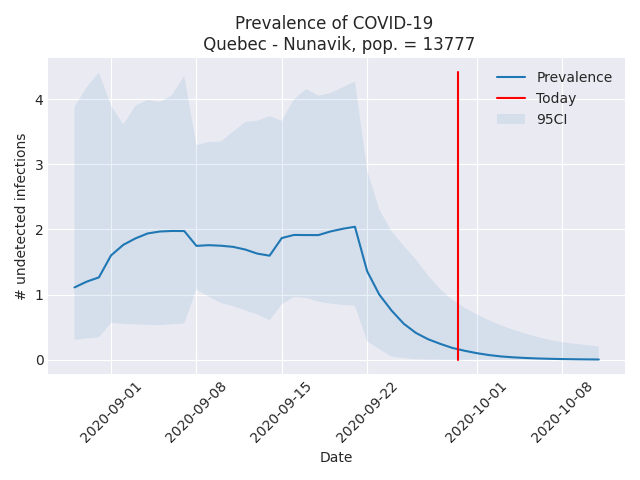 Prevalence of COVID-19
Quebec - Nunavik, pop. = 13777
Prevalence
Today
95CI
# undetected infections
4
3
2
1
0
2020-09-01
2020-09-08
2020-09-15
2020-09-22
2020-10-01
2020-10-08
Date